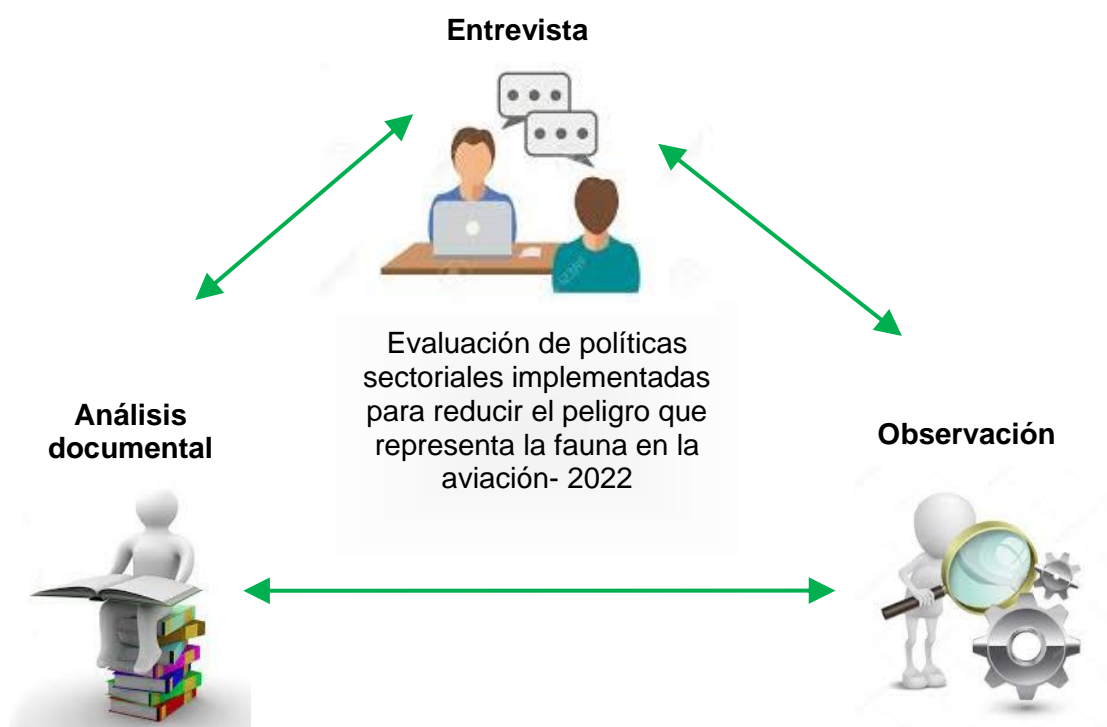 Entrevista
Evaluación de políticas
sectoriales implementadas
para reducir el peligro que
representa la fauna en la
aviación- 2022
Análisis
documental
Observación